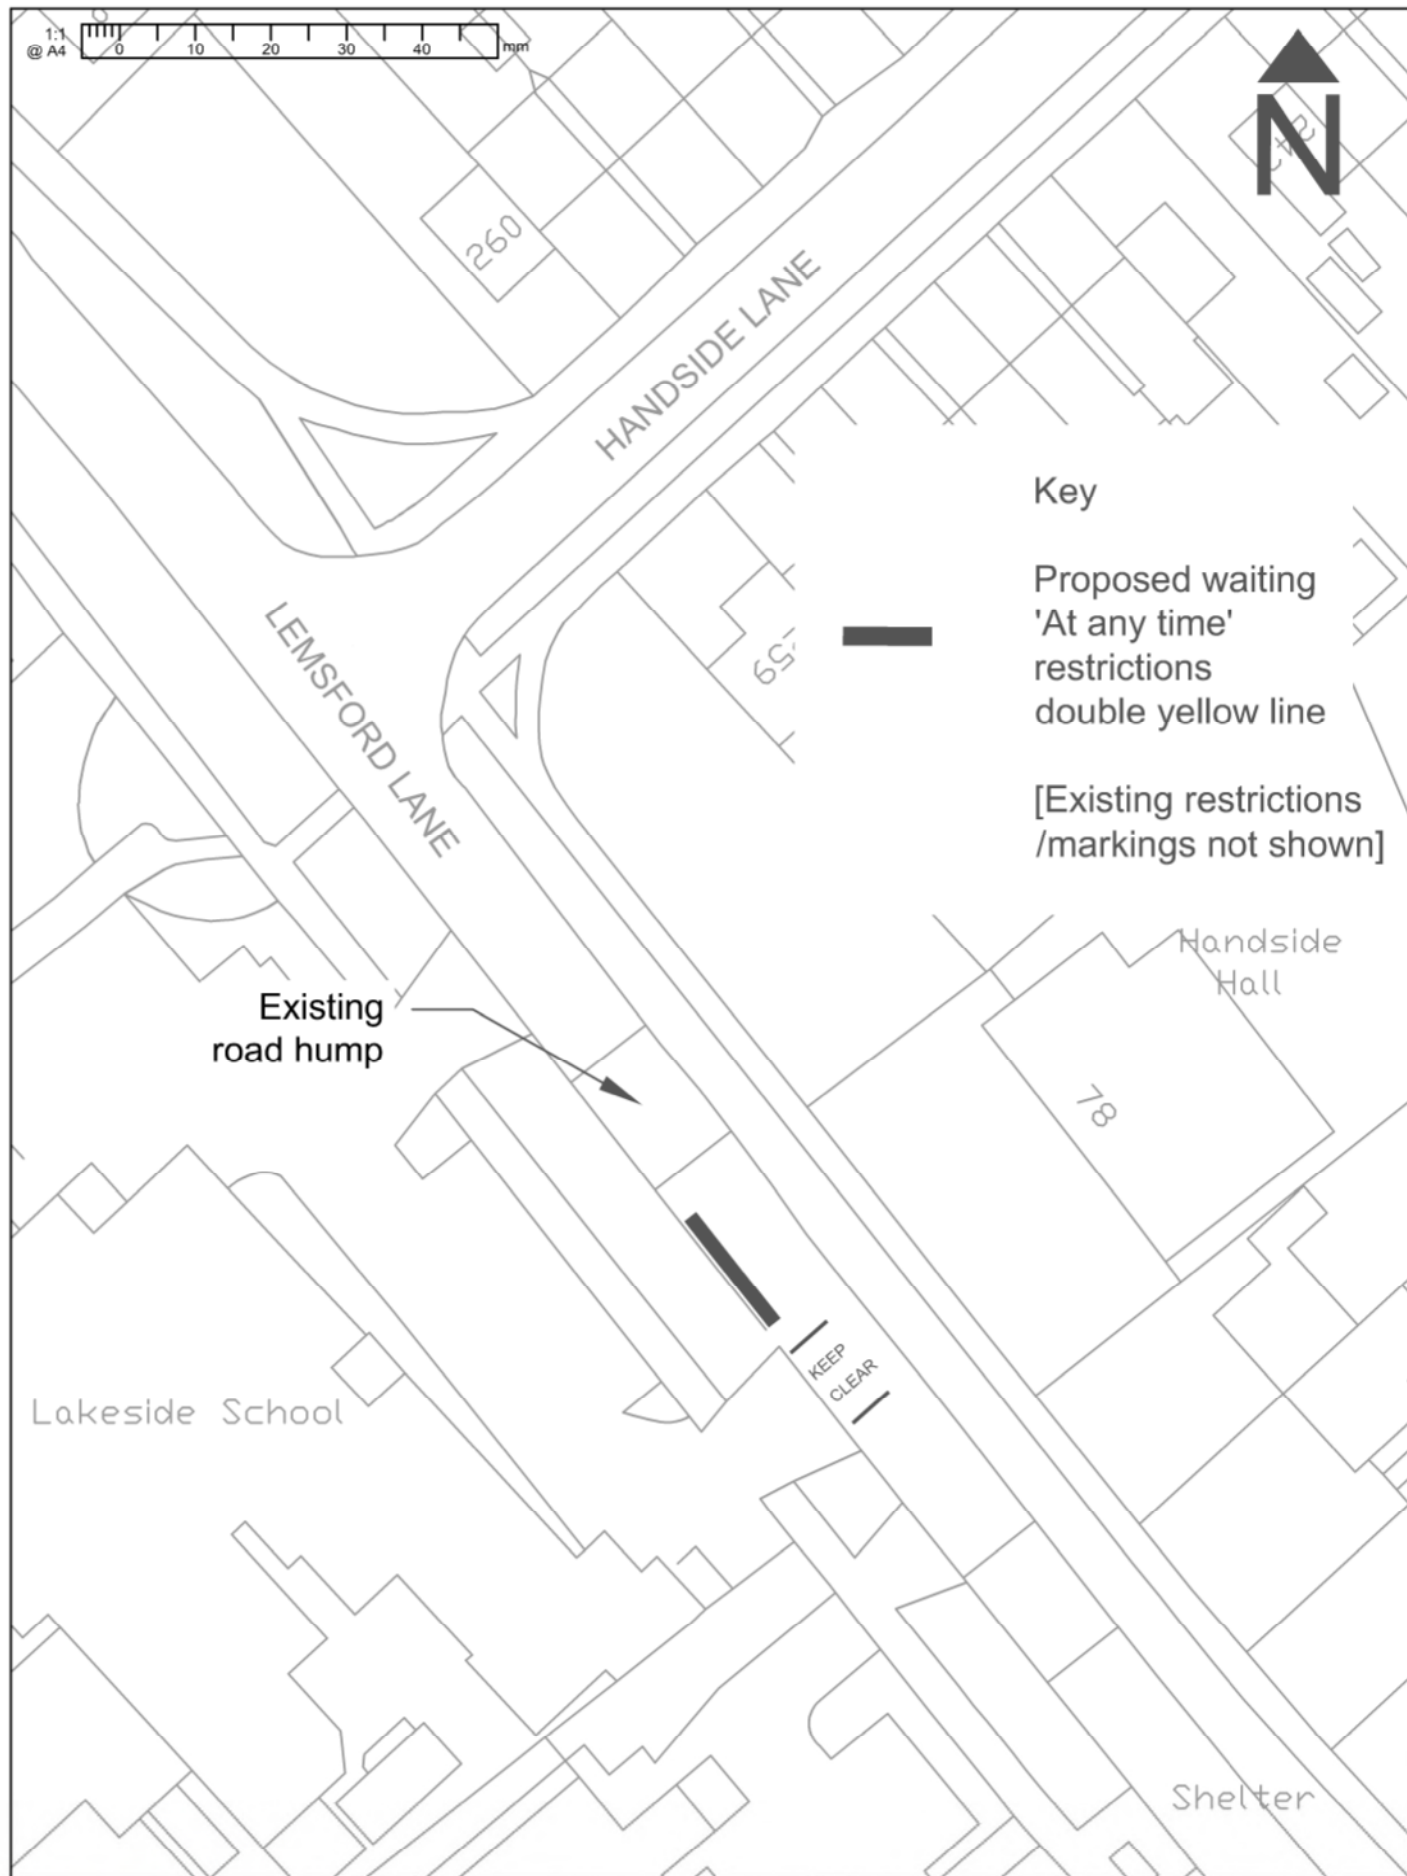 1:1
@ A4
0 10 20 30 40 mm
N
260
HANDSIDE LANE
Key
Proposed waiting
'At any time'
restrictions
double yellow line
[Existing restrictions
/markings not shown]
59
LEMSFORD LANE
Handside
Hall
Existing
road hump
78
KEEP
CLEAR
Lakeside School
Shelter